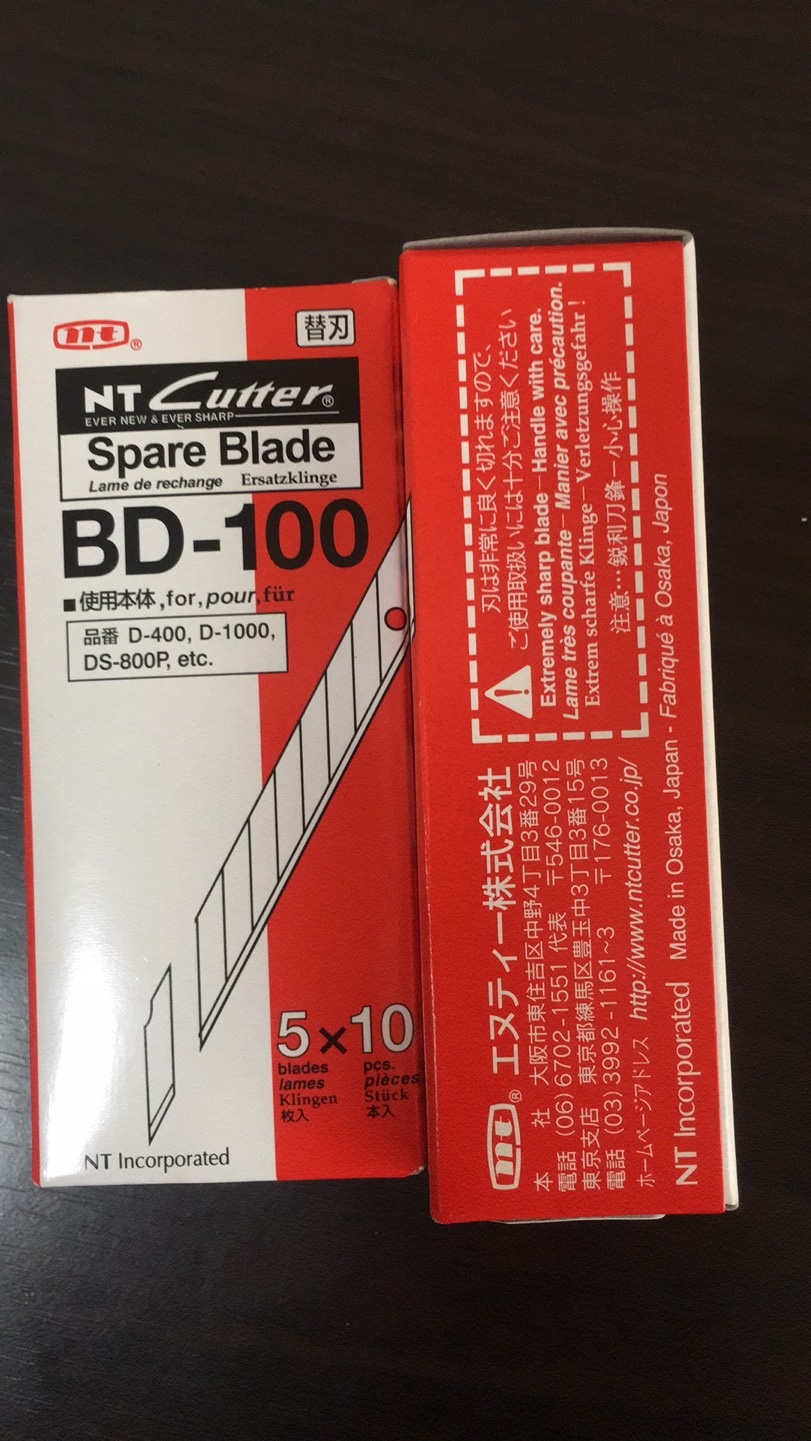 nt®
替刃
NT Cutter®
EVER NEW & EVER SHARP
Spare Blade
Lame de rechange Ersatzklinge
BD-100
■使用本体,for,pour,für
品番 D-400, D-1000,
DS-800P, etc.
5×10
blades pcs.
lames pièces
Klingen Stück
枚入 本入
NT Incorporated
刃は非常に良く切れますので、
ご使用取扱いには十分ご注意ください
Extremely sharp blade－Handle with care.
Lame très coupante－Manier avec précaution.
Extrem scharfe Klinge－Verletzungsgefahr!
注意…鋭利刀鋒－小心操作
nt® エヌティー株式会社
本 社 大阪市東住吉区中野4丁目3番29号
電話 (06) 6702-1551 代表 〒546-0012
東京支店 東京都練馬区豊玉中3丁目3番15号
電話 (03) 3992-1161~3 〒176-0013
ホームページアドレス http://www.ntcutter.co.jp/
NT Incorporated Made in Osaka, Japan - Fabriqué à Osaka, Japon